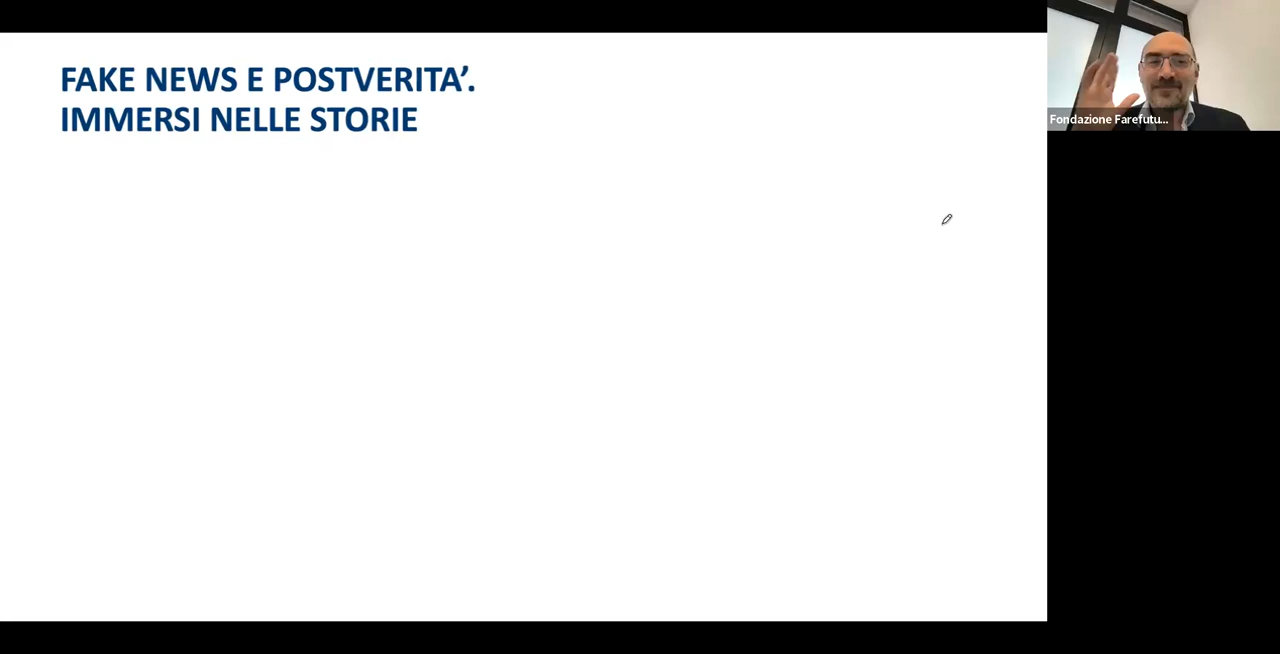 FAKE NEWS E POSTVERITA’.
IMMERSI NELLE STORIE
Fondazione Farefutu...